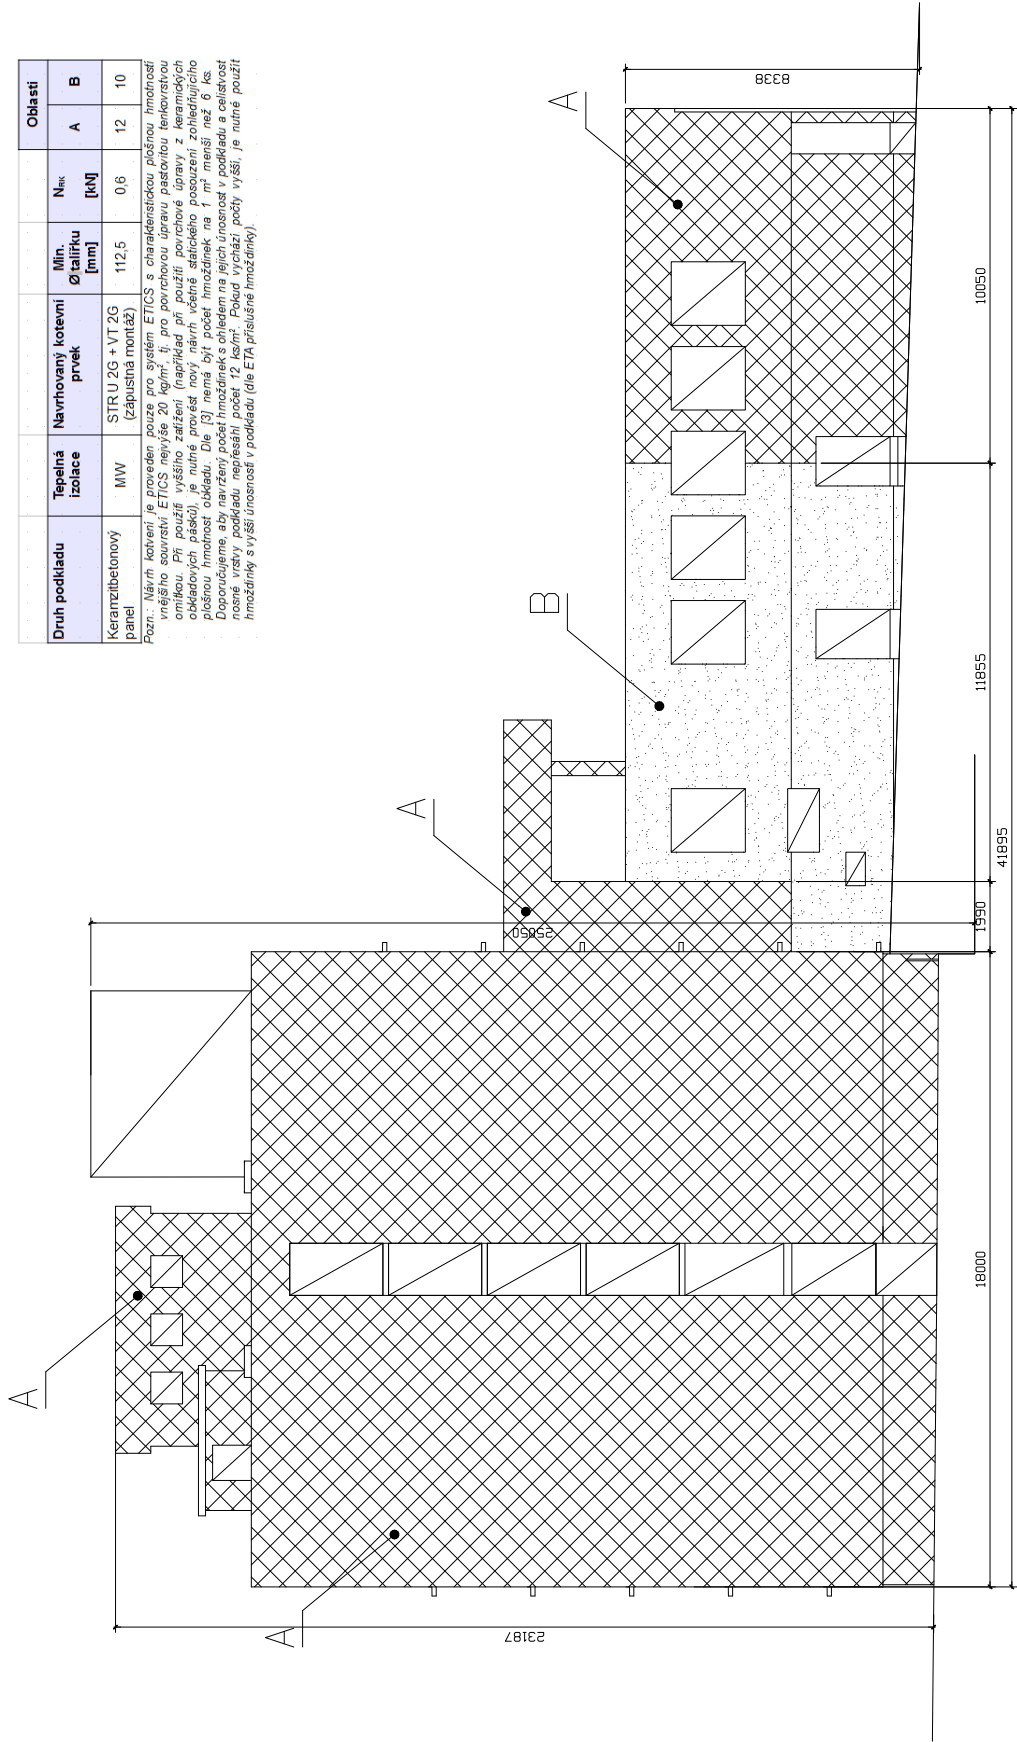 Oblasti
Druh podkladu
Tepelná
izolace
Navrhovaný kotevní
prvek
Min.
Ø talířku
[mm]
NRK
[kN]
A
B
Keramzitbetonový
panel
MW
STR U 2G + VT 2G
(zápustná montáž)
112,5
0,6
12
10
Pozn.: Návrh kotvení je proveden pouze pro systém ETICS s charakteristickou plošnou hmotností
vnějšího souvrství ETICS nejvýše 20 kg/m², tj. pro povrchovou úpravu pastovitou tenkovrstvou
omítkou. Při použití vyššího zatížení (například při použití povrchové úpravy z keramických
obkladových pásků), je nutné provést nový návrh včetně statického posouzení zohledňujícího
plošnou hmotnost obkladu. Dle [3] nemá být počet hmoždinek na 1 m² menší než 6 ks.
Doporučujeme, aby navržený počet hmoždinek s ohledem na jejich únosnost v podkladu a celistvost
nosné vrstvy podkladu nepřesáhl počet 12 ks/m². Pokud vychází počty vyšší, je nutné použít
hmoždinky s vyšší únosností v podkladu (dle ETA příslušné hmoždinky).
A
A
A
B
A
23187
25050
8338
18000
1990
11855
10050
41895